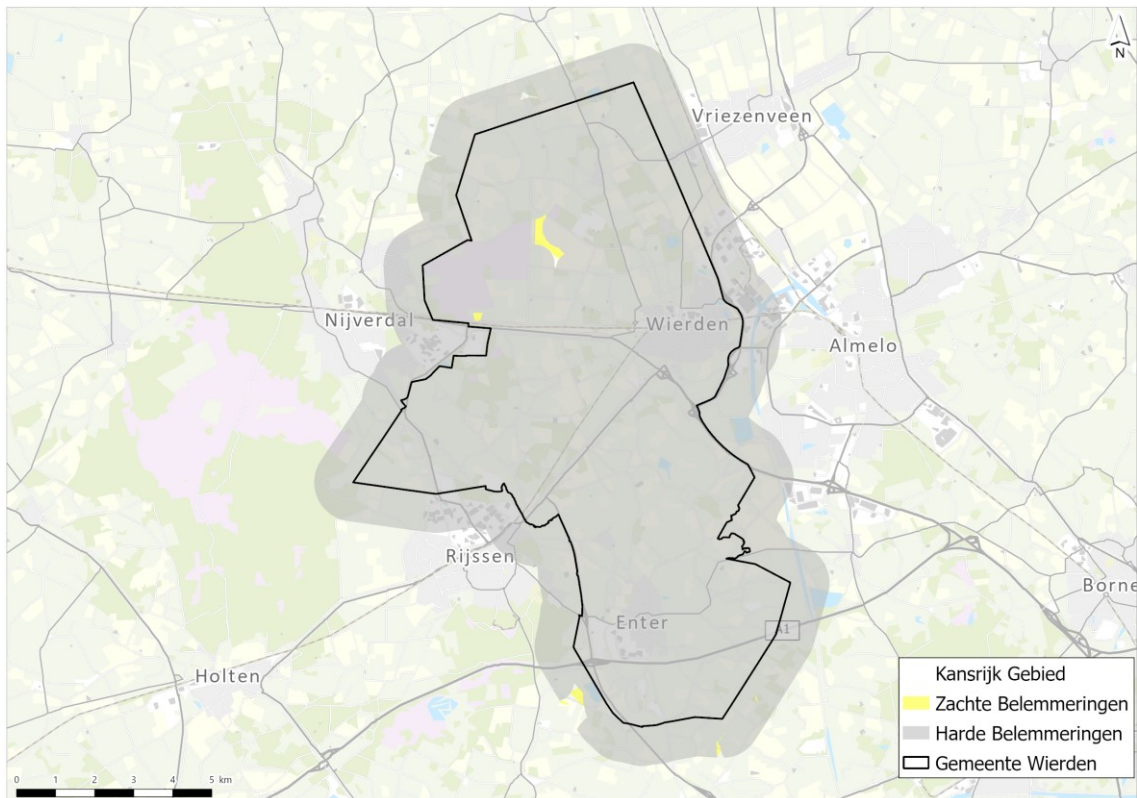 N
Vriezenveen
Nijverdal
Wierden
Almelo
Rijssen
Borne
Enter
A1
Holten
Kansrijk Gebied
Zachte Belemmeringen
Harde Belemmeringen
Gemeente Wierden
0 1 2 3 4 5 km